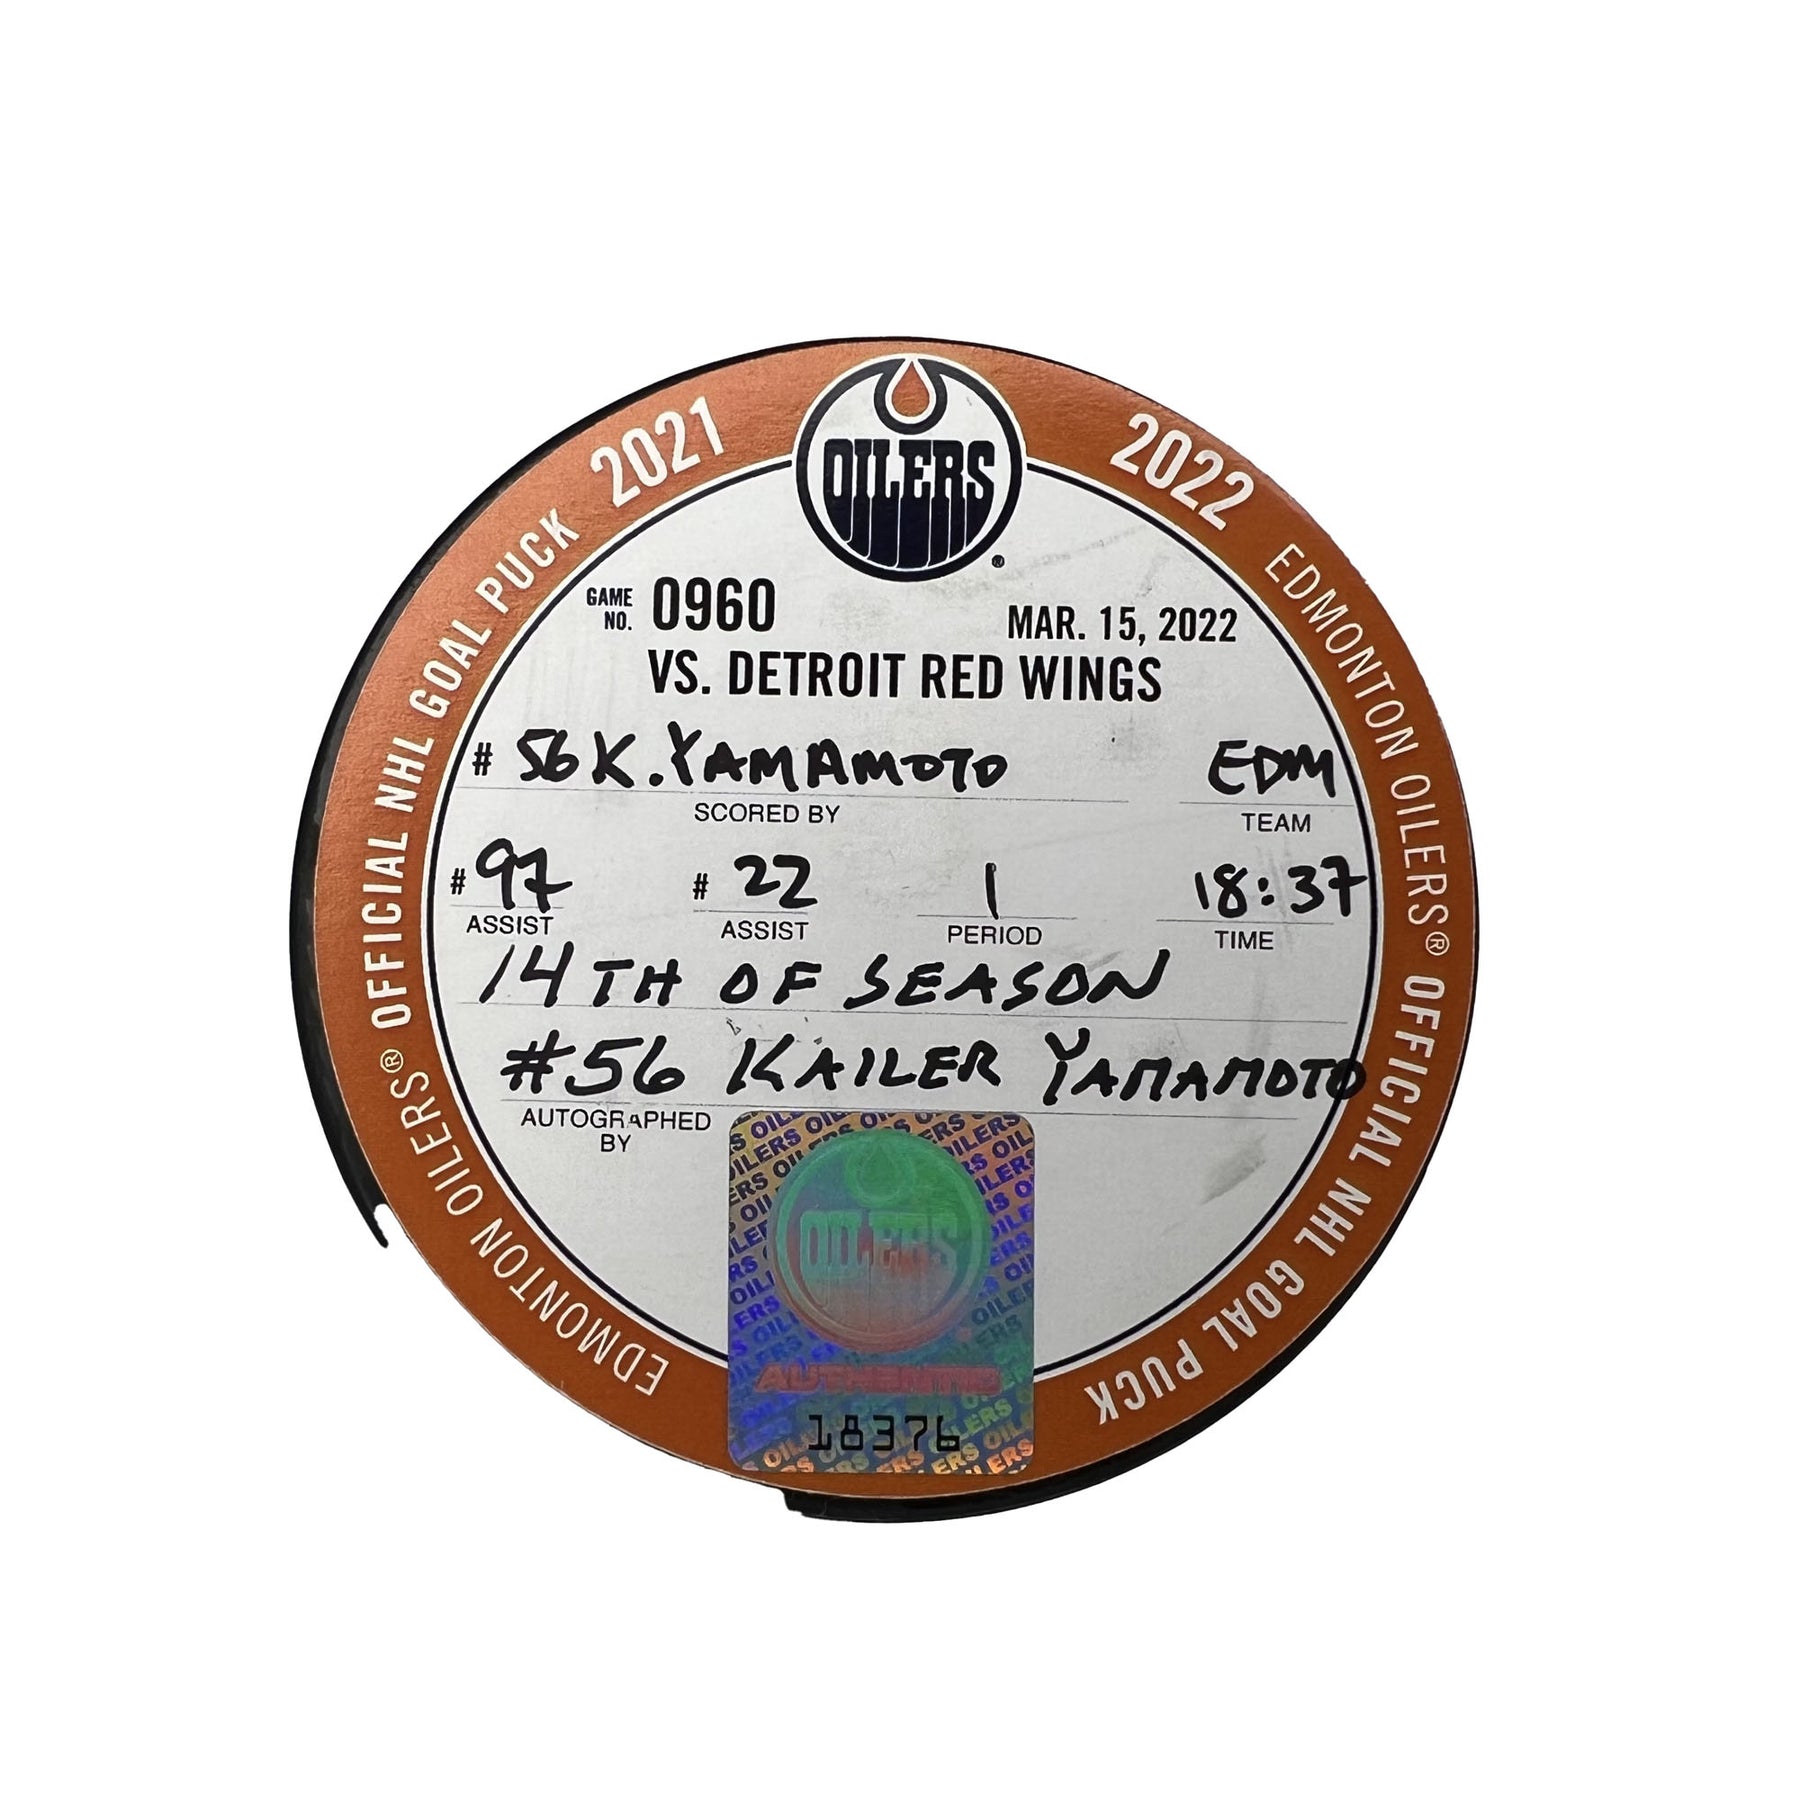 2021 2022
OILERS
EDMONTON OILERS® OFFICIAL NHL GOAL PUCK
EDMONTON OILERS® OFFICIAL NHL GOAL PUCK
GAME NO. 0960
MAR. 15, 2022
VS. DETROIT RED WINGS
# 56 K. YAMAMOTO EDM
SCORED BY TEAM
# 97 # 22 1 18:37
ASSIST ASSIST PERIOD TIME
14TH OF SEASON
#56 KAILER YAMAMOTO
AUTOGRAPHED
BY
OILERS
AUTHENTIC
18376